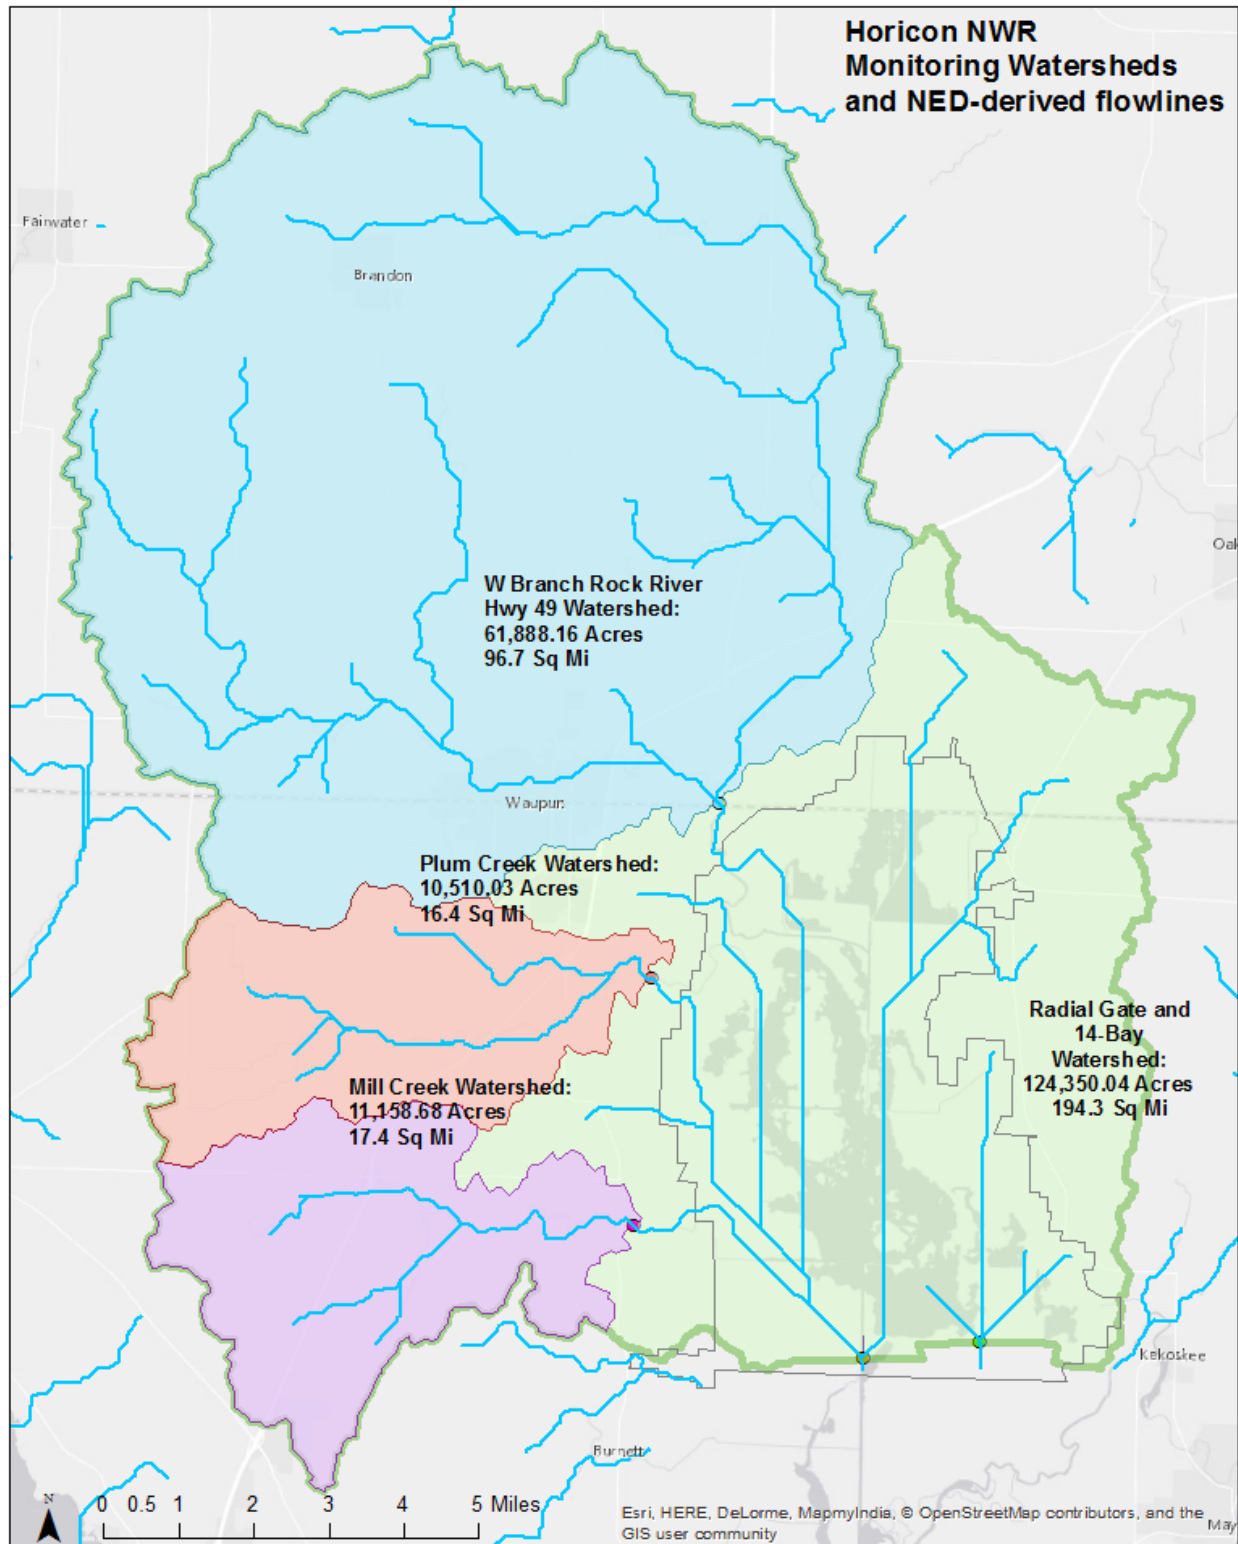 Horicon NWR
Monitoring Watersheds
and NED-derived flowlines
Fairwater
Brandon
Oak
W Branch Rock River
Hwy 49 Watershed:
61,888.16 Acres
96.7 Sq Mi
Waupun
Plum Creek Watershed:
10,510.03 Acres
16.4 Sq Mi
Radial Gate and
14-Bay
Watershed:
124,350.04 Acres
194.3 Sq Mi
Mill Creek Watershed:
11,158.68 Acres
17.4 Sq Mi
Kekoskee
Burnett
N
0 0.5 1 2 3 4 5 Miles
Esri, HERE, DeLorme, MapmyIndia, © OpenStreetMap contributors, and the
GIS user community
May